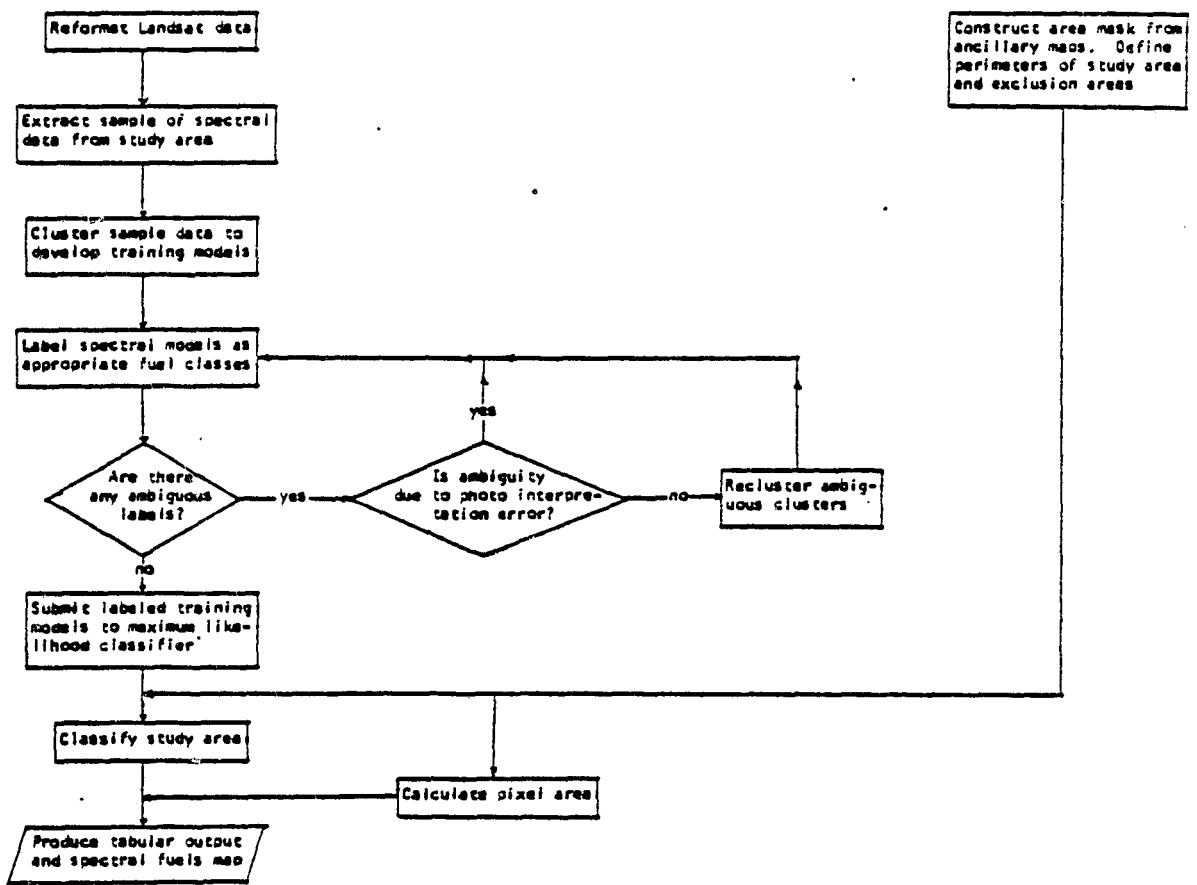 Reformat Landsat data
Construct area mask from
ancillary maps. Define
perimeters of study area
and exclusion areas
Extract sample of spectral
data from study area
Cluster sample data to
develop training models
Label spectral models as
appropriate fuel classes
yes
Are there
any ambiguous
labels?
yes
Is ambiguity
due to photo interpre-
tation error?
no
Recluster ambig-
uous clusters
no
Submit labeled training
models to maximum like-
lihood classifier
Classify study area
Calculate pixel area
Produce tabular output
and spectral fuels map